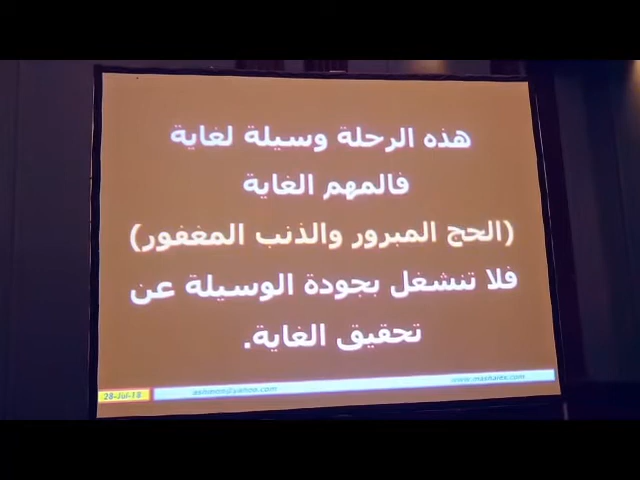 هذه الرحلة وسيلة لغاية
فالمهم الغاية
(الحج المبرور والذنب المغفور)
فلا تنشغل بجودة الوسيلة عن
تحقيق الغاية.
28-Jul-18